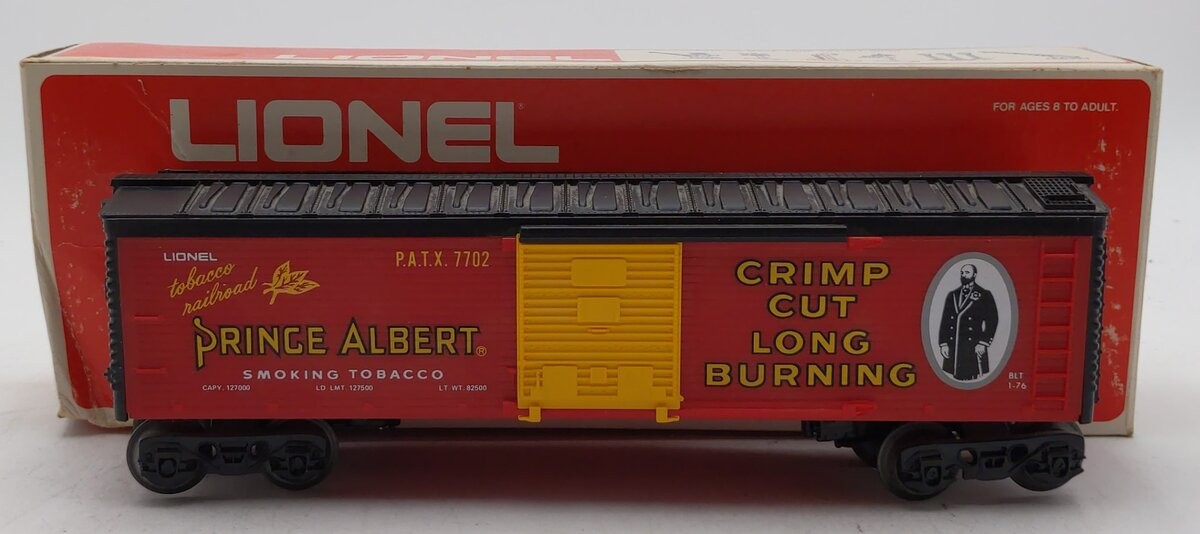 LIONEL
LIONEL
FOR AGES 8 TO ADULT.
LIONEL
tobacco
railroad
P.A.T.X. 7702
PRINCE ALBERT®
SMOKING TOBACCO
CAPY. 127000 LD LMT. 127500 LT WT. 82500
CRIMP
CUT
LONG
BURNING
BLT
1-76